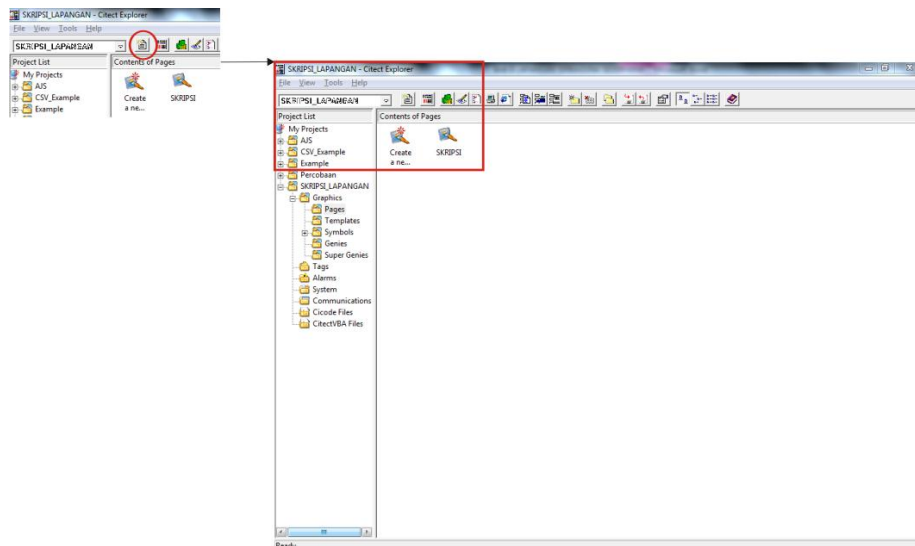 SKRIPSI_LAPANGAN - Citect Explorer
File View Tools Help
SKRIPSI_LAPANGAN
Project List
Contents of Pages
My Projects
AJS
CSV_Example
Example
Create a ne...
SKRIPSI
SKRIPSI_LAPANGAN - Citect Explorer
File View Tools Help
SKRIPSI_LAPANGAN
Project List
Contents of Pages
My Projects
AJS
CSV_Example
Example
Percobaan
SKRIPSI_LAPANGAN
Graphics
Pages
Templates
Symbols
Genies
Super Genies
Tags
Alarms
System
Communications
Cicode Files
CitectVBA Files
Create
a ne...
SKRIPSI
Ready